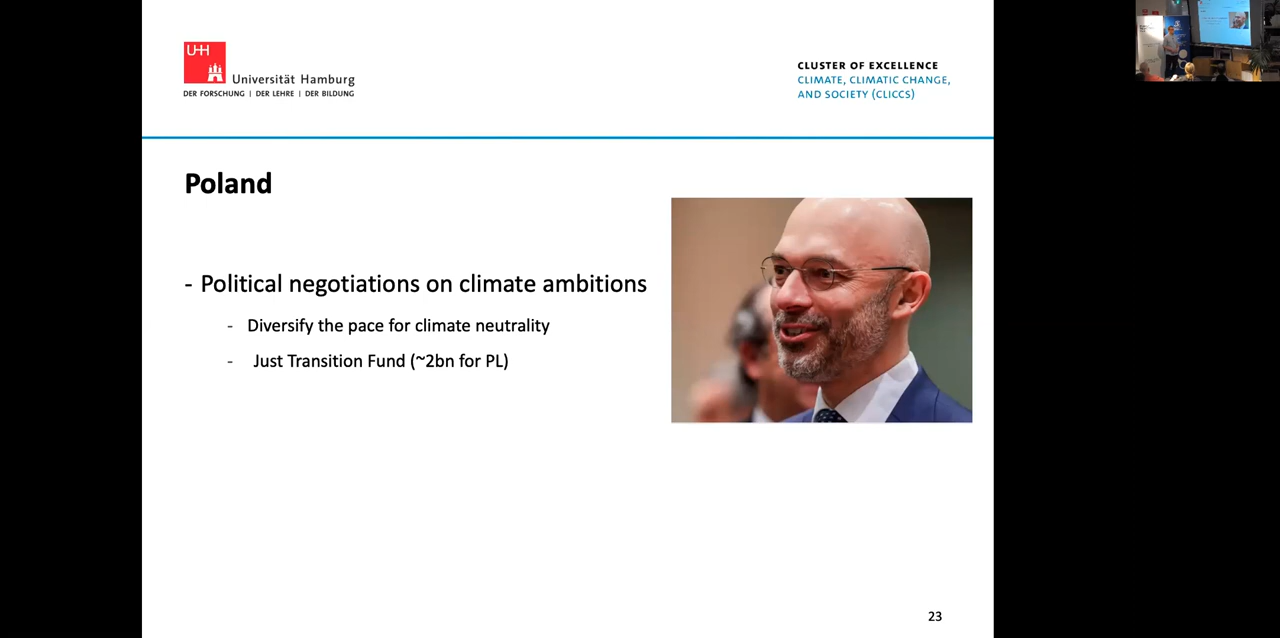 UHH
Universität Hamburg
DER FORSCHUNG | DER LEHRE | DER BILDUNG
CLUSTER OF EXCELLENCE
CLIMATE, CLIMATIC CHANGE,
AND SOCIETY (CLICCS)
Poland
- Political negotiations on climate ambitions
- Diversify the pace for climate neutrality
- Just Transition Fund (~2bn for PL)
23